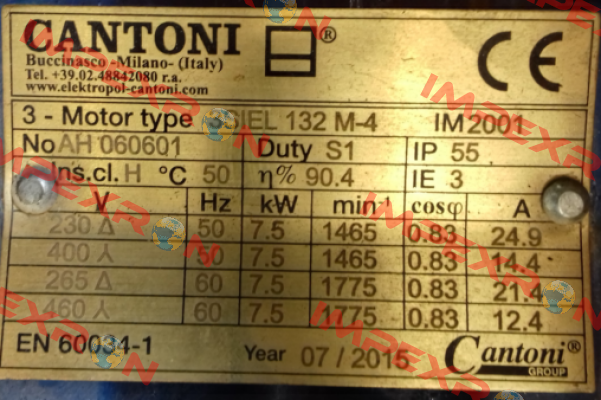 CANTONI ®
Buccinasco -Milano- (Italy)
Tel. +39.02.48842080 r.a.
www.elektropol-cantoni.com
CE
3 - Motor type 3SIEL 132 M-4 IM 2001
No AH 060601 Duty S1 IP 55
Ins.cl. H °C 50 η% 90.4 IE 3
V Hz kW min-¹ cosφ A
230 Δ 50 7.5 1465 0.83 24.9
400 ⅄ 50 7.5 1465 0.83 14.4
265 Δ 60 7.5 1775 0.83 21.4
460 ⅄ 60 7.5 1775 0.83 12.4
EN 60034-1 Year 07 / 2015 Cantoni®
GROUP
IMPEXRON